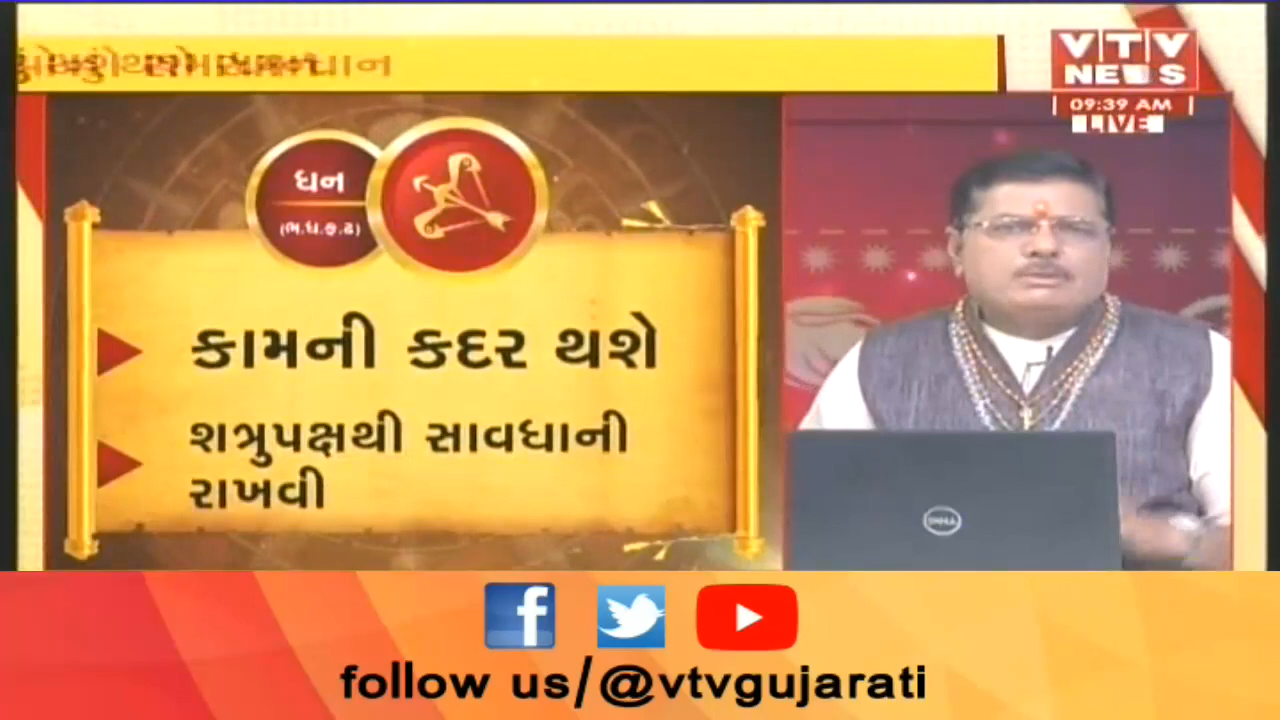 VTV
NEWS
09:39 AM
LIVE
ધન
(ભ.ધ.ફ.ઢ)
કામની કદર થશે
શત્રુપક્ષથી સાવધાની
રાખવી
DELL
follow us/@vtvgujarati